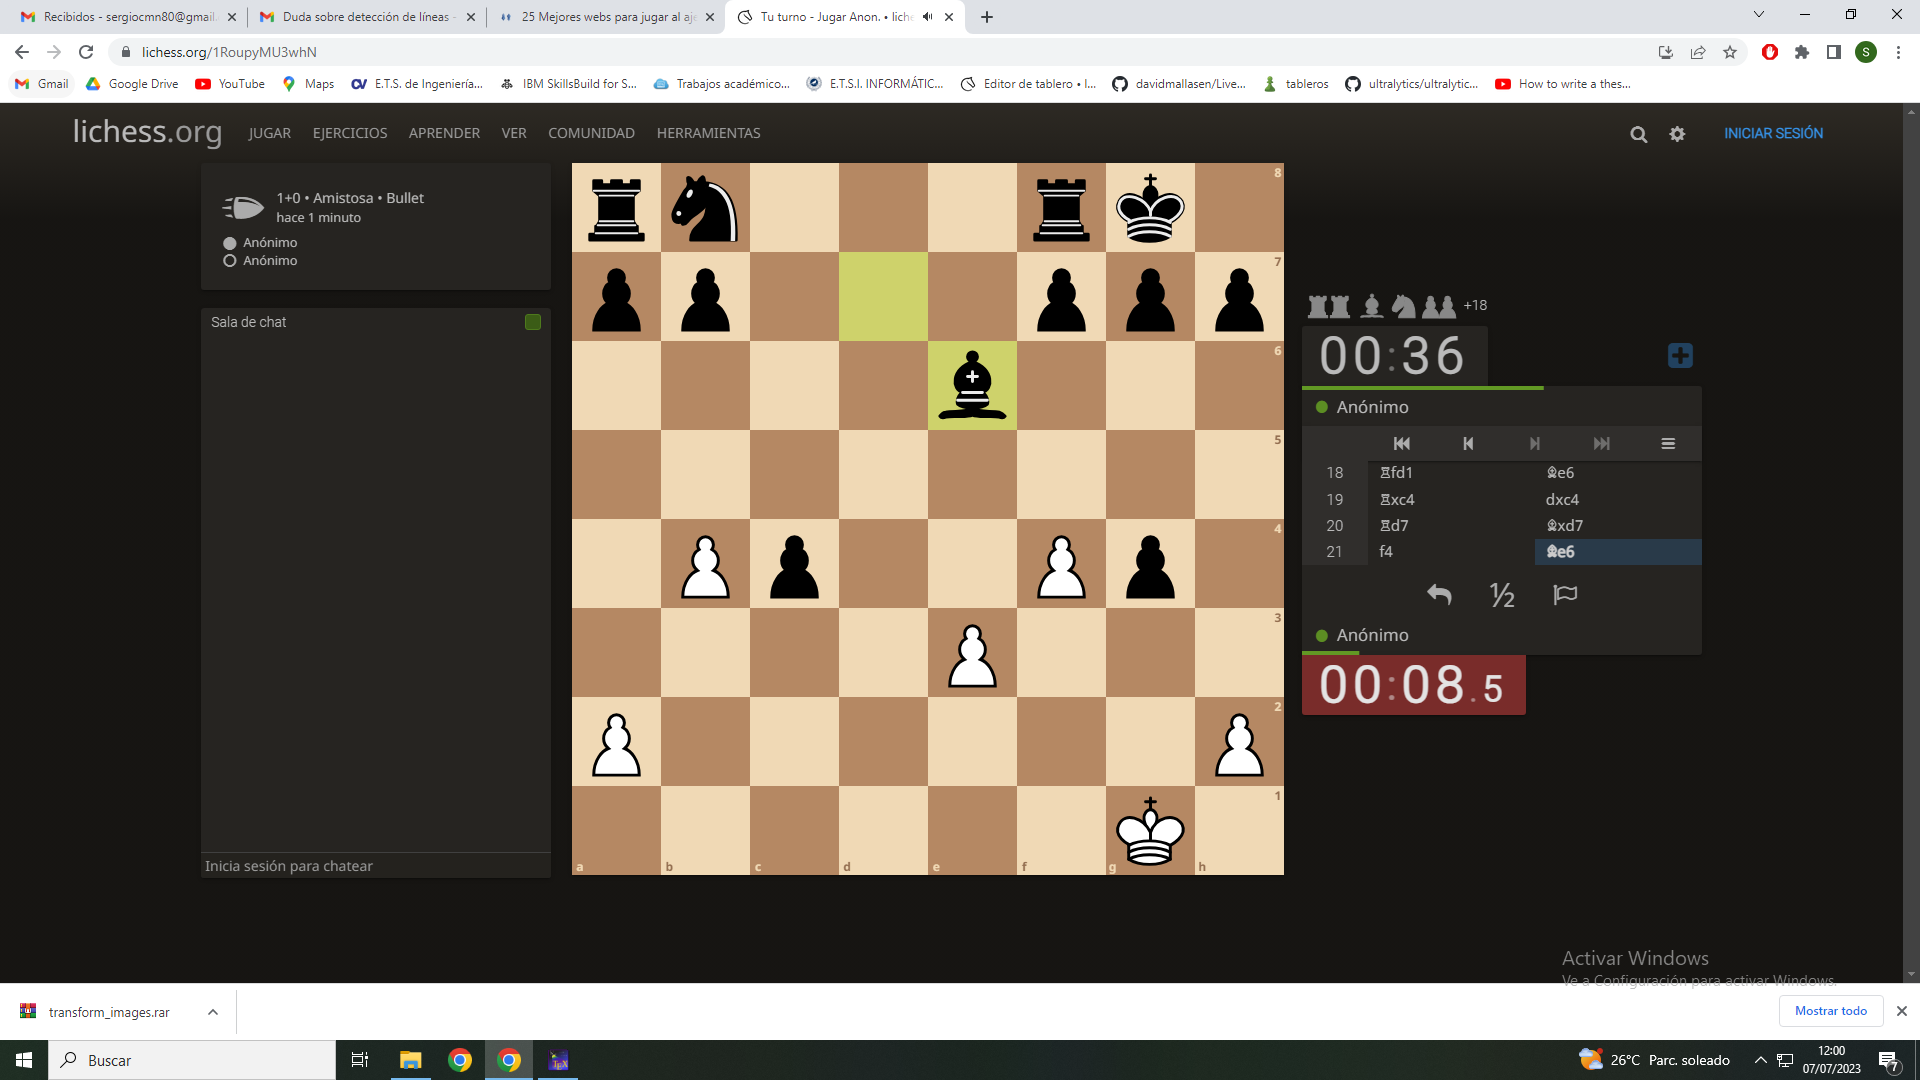 Recibidos - sergiocmn80@gmail.
Duda sobre detección de líneas -
25 Mejores webs para jugar al aje
Tu turno - Jugar Anon. • liche
lichess.org/1RoupyMU3whN
S
Gmail
Google Drive
YouTube
Maps
E.T.S. de Ingeniería...
IBM SkillsBuild for S...
Trabajos académico...
E.T.S.I. INFORMÁTIC...
Editor de tablero • l...
davidmallasen/Live...
tableros
ultralytics/ultralytic...
How to write a thes...
lichess.org
JUGAR
EJERCICIOS
APRENDER
VER
COMUNIDAD
HERRAMIENTAS
INICIAR SESIÓN
1+0 • Amistosa • Bullet
hace 1 minuto
Anónimo
Anónimo
Sala de chat
Inicia sesión para chatear
8
7
6
5
4
3
2
1
a
b
c
d
e
f
g
h
+18
00:36
Anónimo
18 ♖fd1 ♗e6
19 ♖xc4 dxc4
20 ♖d7 ♗xd7
21 f4 ♗e6
½
Anónimo
00:08.5
Activar Windows
Ve a Configuración para activar Windows.
transform_images.rar
Mostrar todo
Buscar
26°C Parc. soleado
12:00
07/07/2023
7